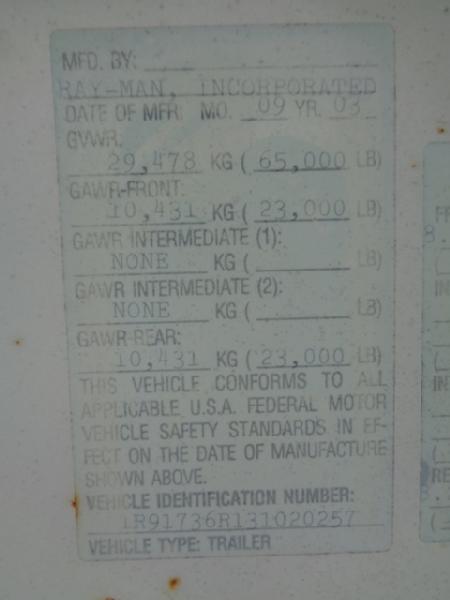 MFD. BY:
RAY-MAN, INCORPORATED
DATE OF MFR: MO. 09 YR. 03
GVWR:
29,478 KG ( 65,000 LB)
GAWR-FRONT:
10,431 KG ( 23,000 LB)
GAWR INTERMEDIATE (1):
NONE KG ( LB)
GAWR INTERMEDIATE (2):
NONE KG ( LB)
GAWR-REAR:
10,431 KG ( 23,000 LB)
THIS VEHICLE CONFORMS TO ALL
APPLICABLE U.S.A. FEDERAL MOTOR
VEHICLE SAFETY STANDARDS IN EF-
FECT ON THE DATE OF MANUFACTURE
SHOWN ABOVE.
VEHICLE IDENTIFICATION NUMBER:
1R91736R131020257
VEHICLE TYPE: TRAILER